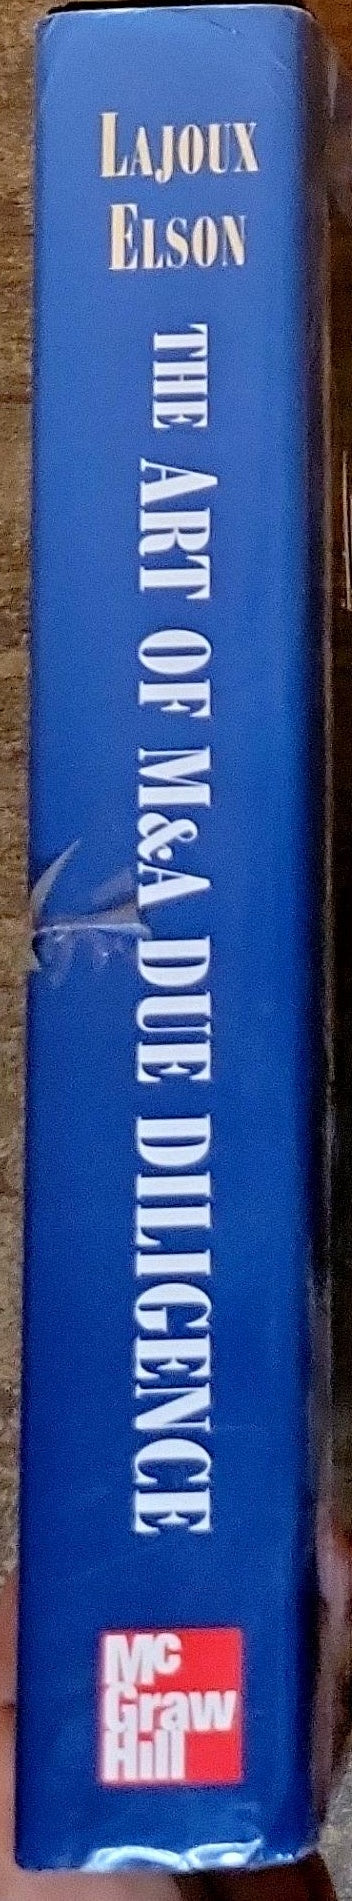 LAJOUX
ELSON
THE ART OF M&A DUE DILIGENCE
Mc
Graw
Hill